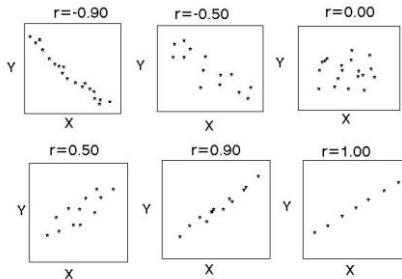 r=-0.90 r=-0.50 r=0.00
Y Y Y
X X X
r=0.50 r=0.90 r=1.00
Y Y Y
X X X